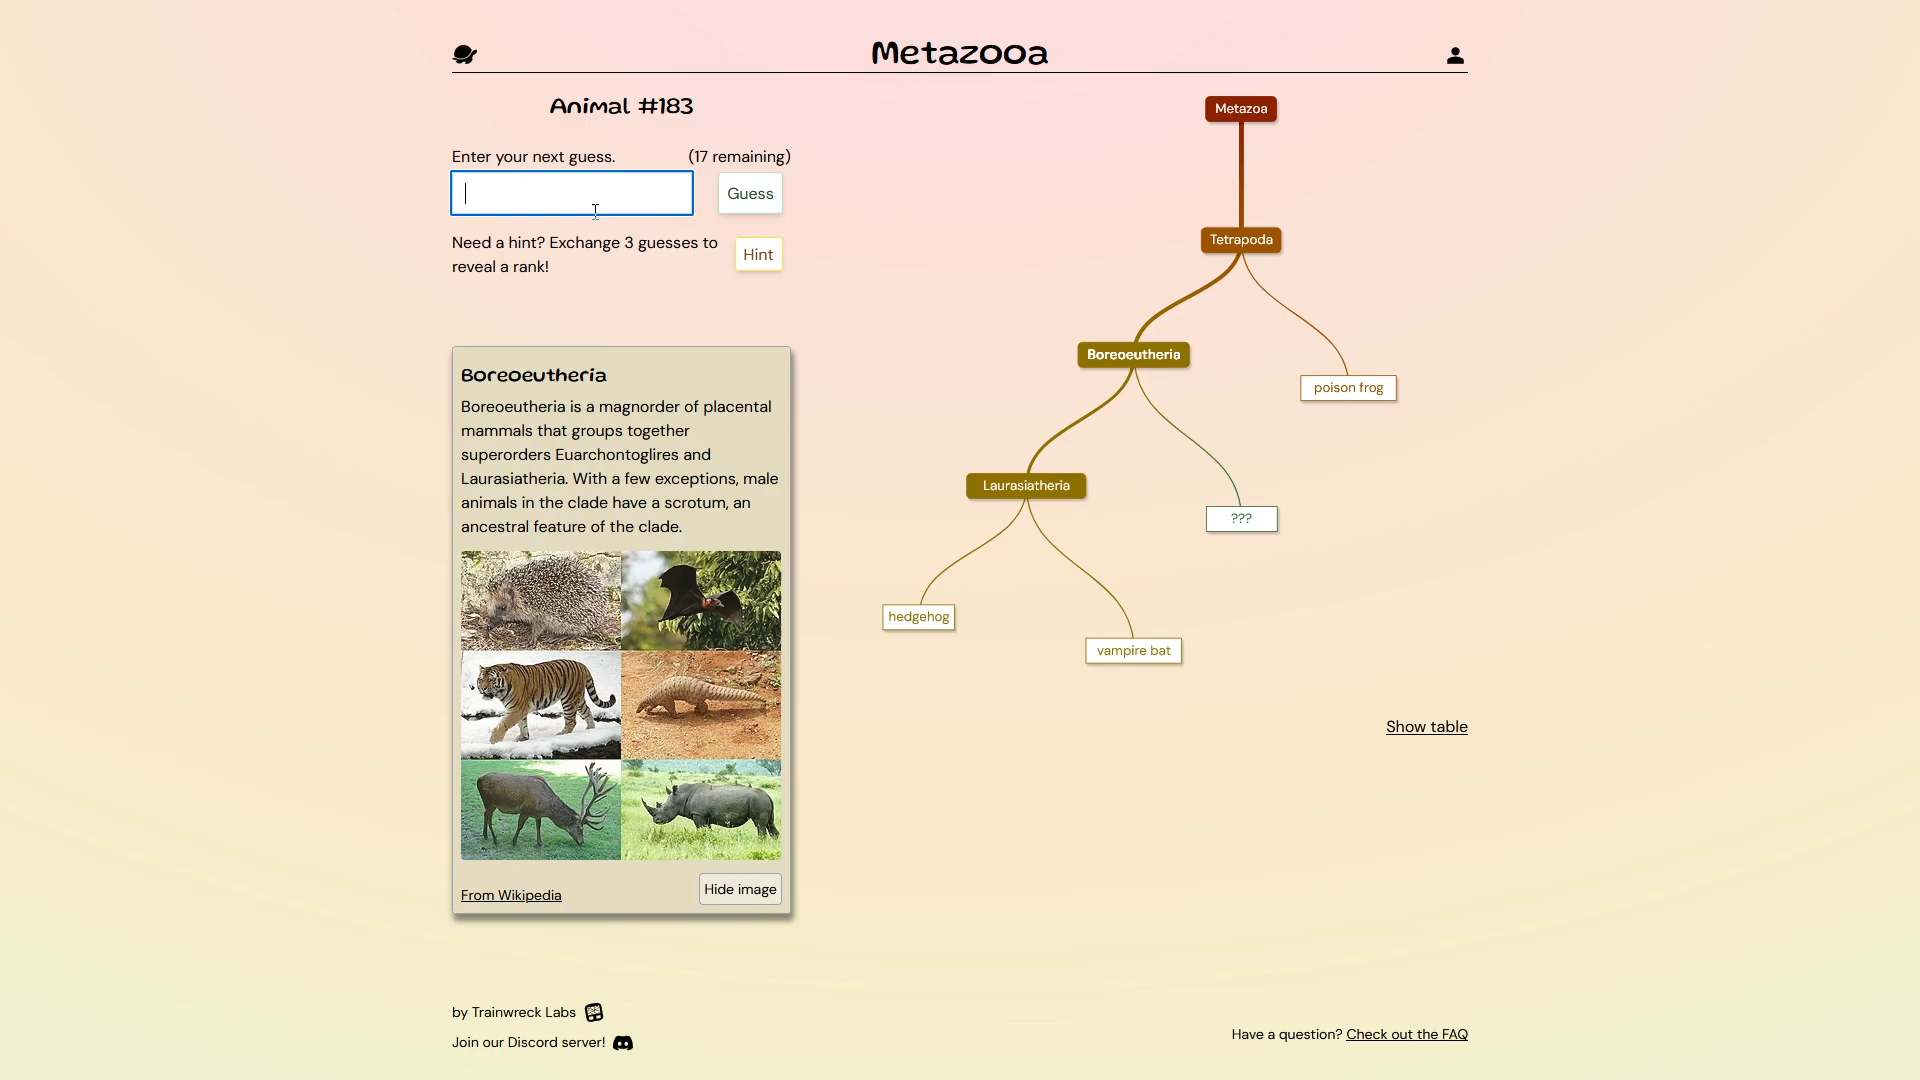 Metazooa
Animal #183
Enter your next guess.
(17 remaining)
Guess
Need a hint? Exchange 3 guesses to
reveal a rank!
Hint
Boreoeutheria
Boreoeutheria is a magnorder of placental
mammals that groups together
superorders Euarchontoglires and
Laurasiatheria. With a few exceptions, male
animals in the clade have a scrotum, an
ancestral feature of the clade.
From Wikipedia
Hide image
Metazoa
Tetrapoda
Boreoeutheria
poison frog
Laurasiatheria
???
hedgehog
vampire bat
Show table
by Trainwreck Labs
Join our Discord server!
Have a question? Check out the FAQ